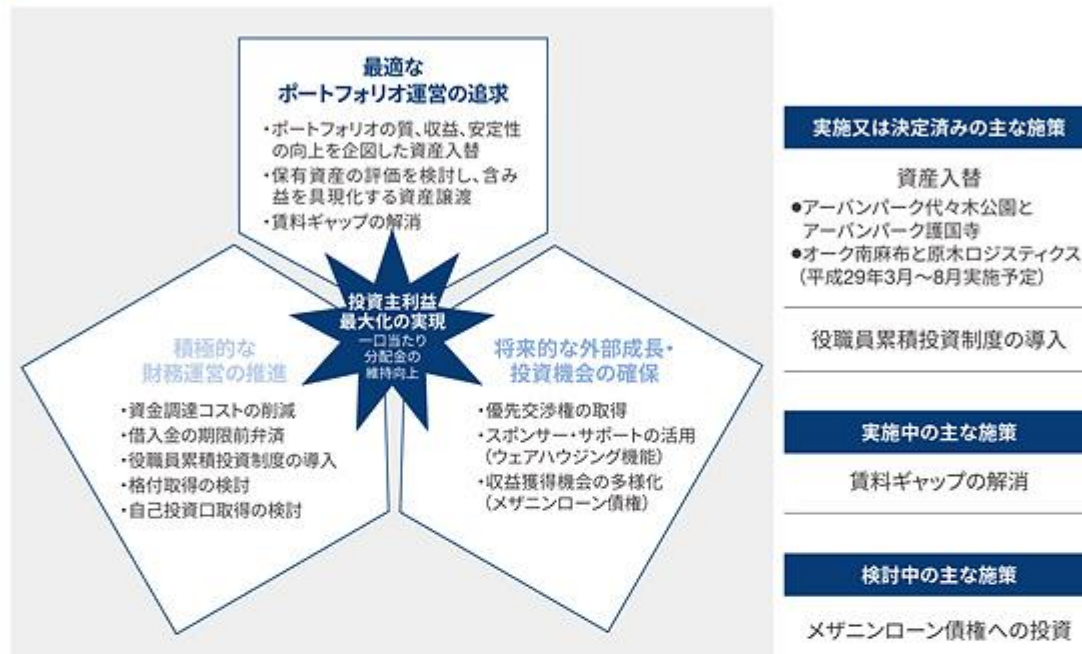 最適な
ポートフォリオ運営の追求
・ポートフォリオの質、収益、安定性
の向上を企図した資産入替
・保有資産の評価を検討し、含み
益を具現化する資産譲渡
・賃料ギャップの解消
投資主利益
最大化の実現
一口当たり
分配金の
維持向上
積極的な
財務運営の推進
・資金調達コストの削減
・借入金の期限前弁済
・役職員累積投資制度の導入
・格付取得の検討
・自己投資口取得の検討
将来的な外部成長・
投資機会の確保
・優先交渉権の取得
・スポンサー・サポートの活用
(ウェアハウジング機能)
・収益獲得機会の多様化
(メザニンローン債権)
実施又は決定済みの主な施策
資産入替
●アーバンパーク代々木公園と
アーバンパーク護国寺
●オーク南麻布と原木ロジスティクス
(平成29年3月〜8月実施予定)
役職員累積投資制度の導入
実施中の主な施策
賃料ギャップの解消
検討中の主な施策
メザニンローン債権への投資